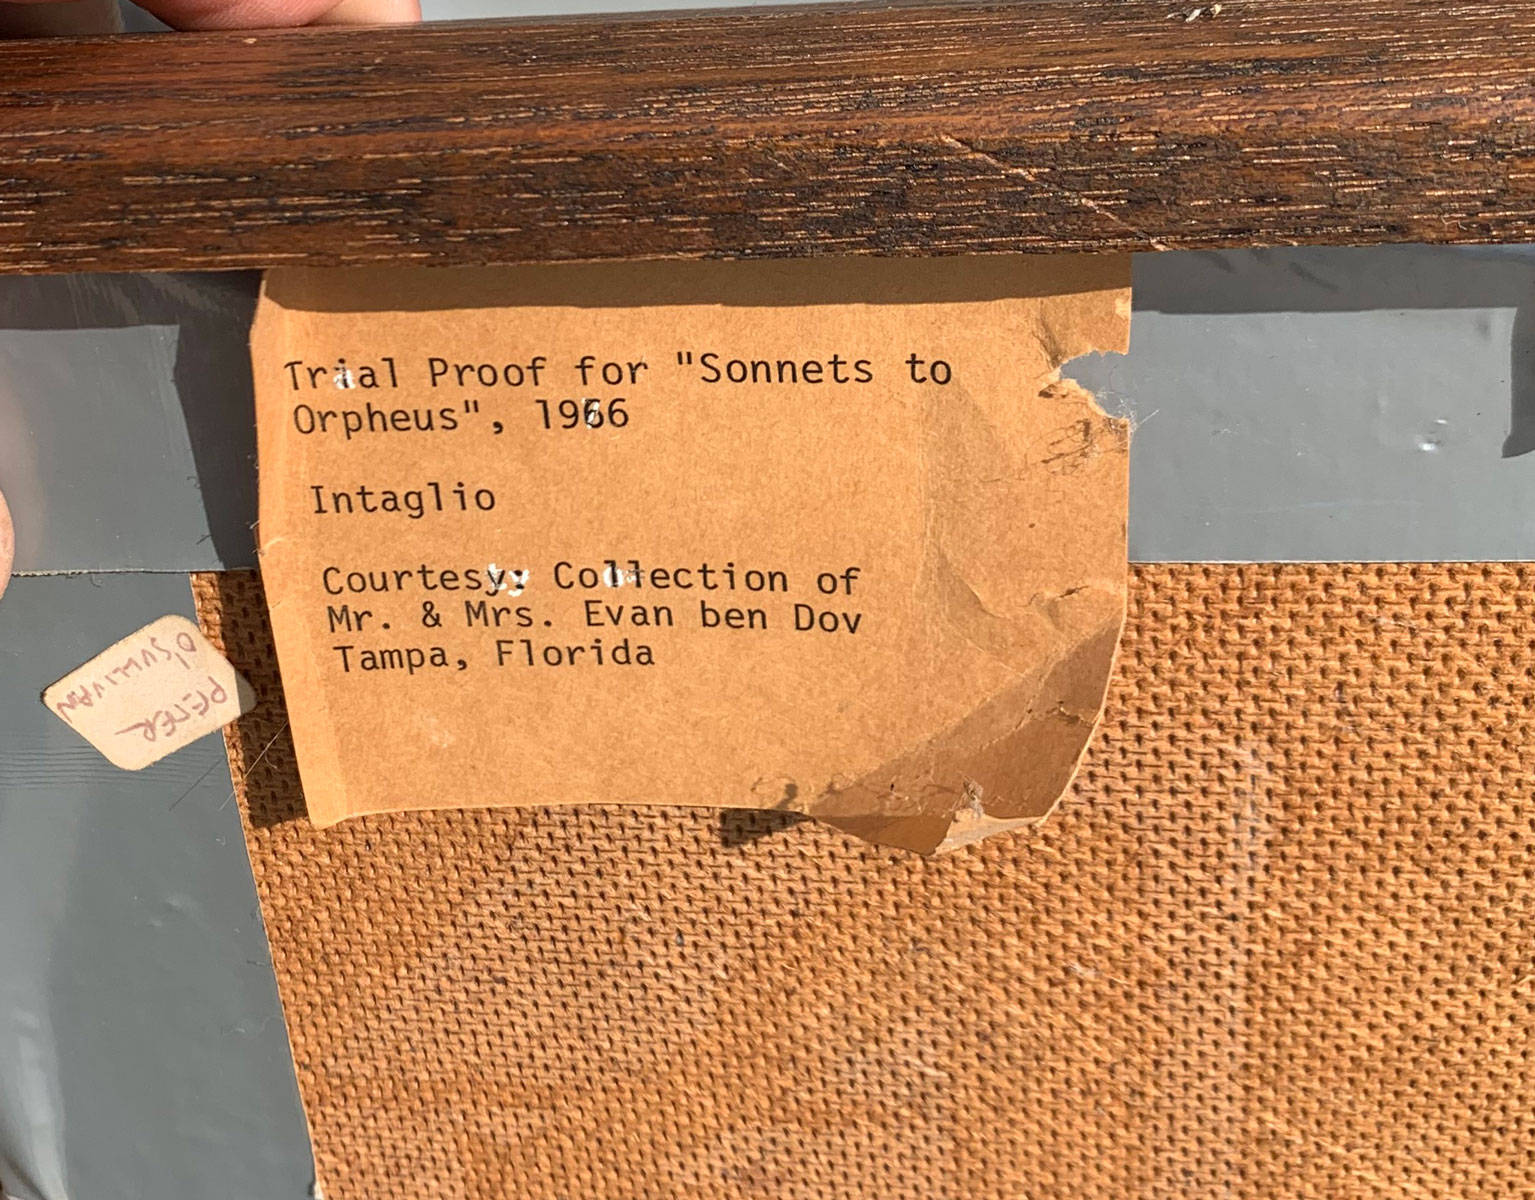 Trial Proof for "Sonnets to
Orpheus", 1966
Intaglio
Courtesy: Collection of
Mr. & Mrs. Evan ben Dov
Tampa, Florida
PETER
O'SULLIVAN